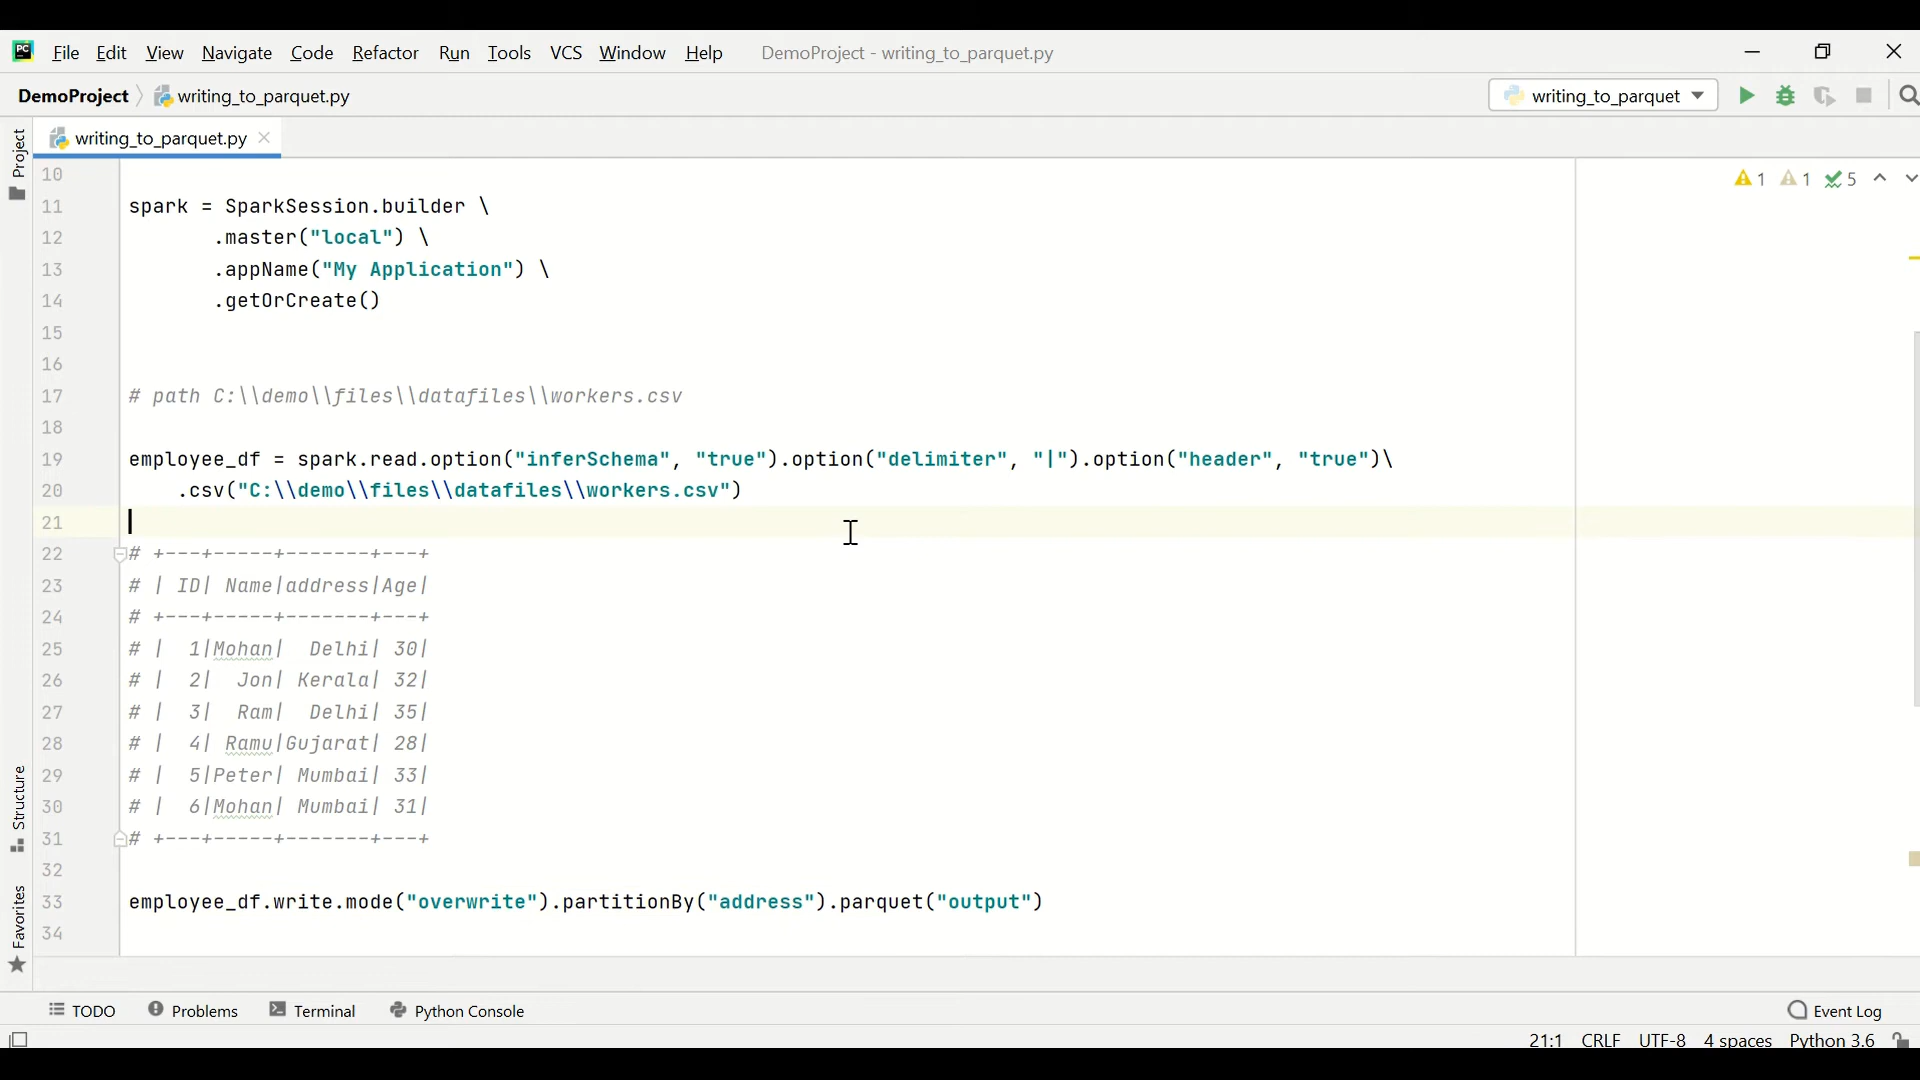 PC File Edit View Navigate Code Refactor Run Tools VCS Window Help DemoProject - writing_to_parquet.py
DemoProject writing_to_parquet.py writing_to_parquet
Project
writing_to_parquet.py
10
1 1 5
11 spark = SparkSession.builder \
12 .master("local") \
13 .appName("My Application") \
14 .getOrCreate()
15
16
17 # path C:\\demo\\files\\datafiles\\workers.csv
18
19 employee_df = spark.read.option("inferSchema", "true").option("delimiter", "|").option("header", "true")\
20 .csv("C:\\demo\\files\\datafiles\\workers.csv")
21
22 # +---+-----+-------+---+
23 # | ID| Name|address|Age|
24 # +---+-----+-------+---+
25 # |  1|Mohan|  Delhi| 30|
26 # |  2|  Jon| Kerala| 32|
27 # |  3|  Ram|  Delhi| 35|
28 # |  4| Ramu|Gujarat| 28|
29 # |  5|Peter| Mumbai| 33|
30 # |  6|Mohan| Mumbai| 31|
31 # +---+-----+-------+---+
32
33 employee_df.write.mode("overwrite").partitionBy("address").parquet("output")
34
Structure
Favorites
TODO Problems Terminal Python Console Event Log
21:1 CRLF UTF-8 4 spaces Python 3.6